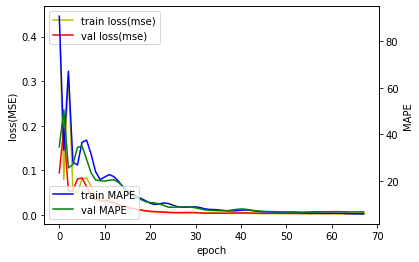 train loss(mse)
val loss(mse)
train MAPE
val MAPE
loss(MSE)
0.4
0.3
0.2
0.1
0.0
MAPE
80
60
40
20
0 10 20 30 40 50 60 70
epoch